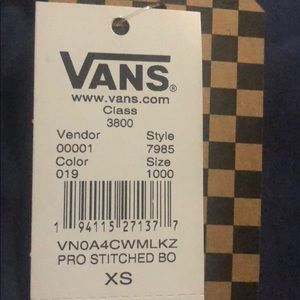 VANS®
www.vans.com
Class
3800
Vendor Style
00001 7985
Color Size
019 1000
1 94115 27137 7
VN0A4CWMLKZ
PRO STITCHED BO
XS